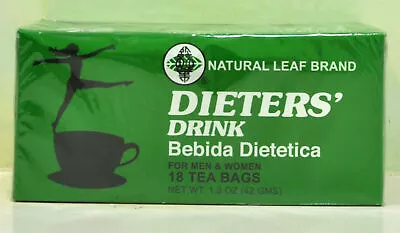 NATURAL LEAF BRAND
DIETERS'
DRINK
Bebida Dietetica
FOR MEN & WOMEN
18 TEA BAGS
NET WT. 1.5 OZ (42 GMS)